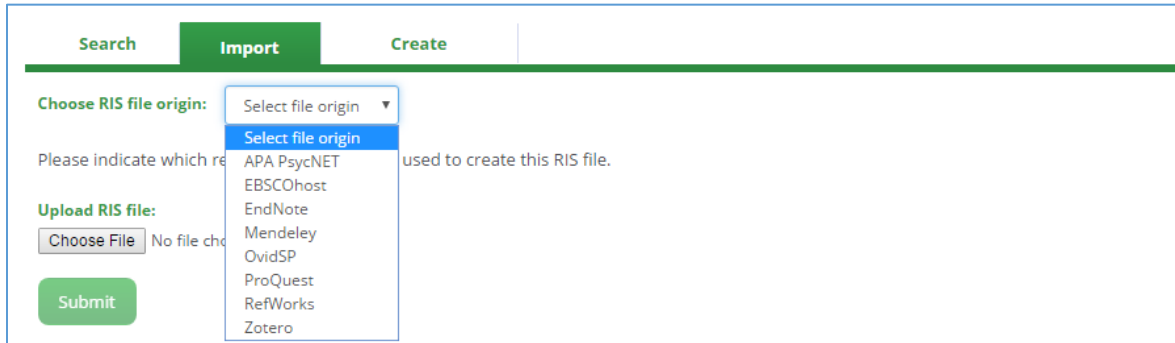 Search Import Create
Choose RIS file origin: Select file origin
Select file origin
Please indicate which re
APA PsycNET
used to create this RIS file.
EBSCOhost
Upload RIS file:
EndNote
Choose File No file cho
Mendeley
OvidSP
ProQuest
Submit
RefWorks
Zotero